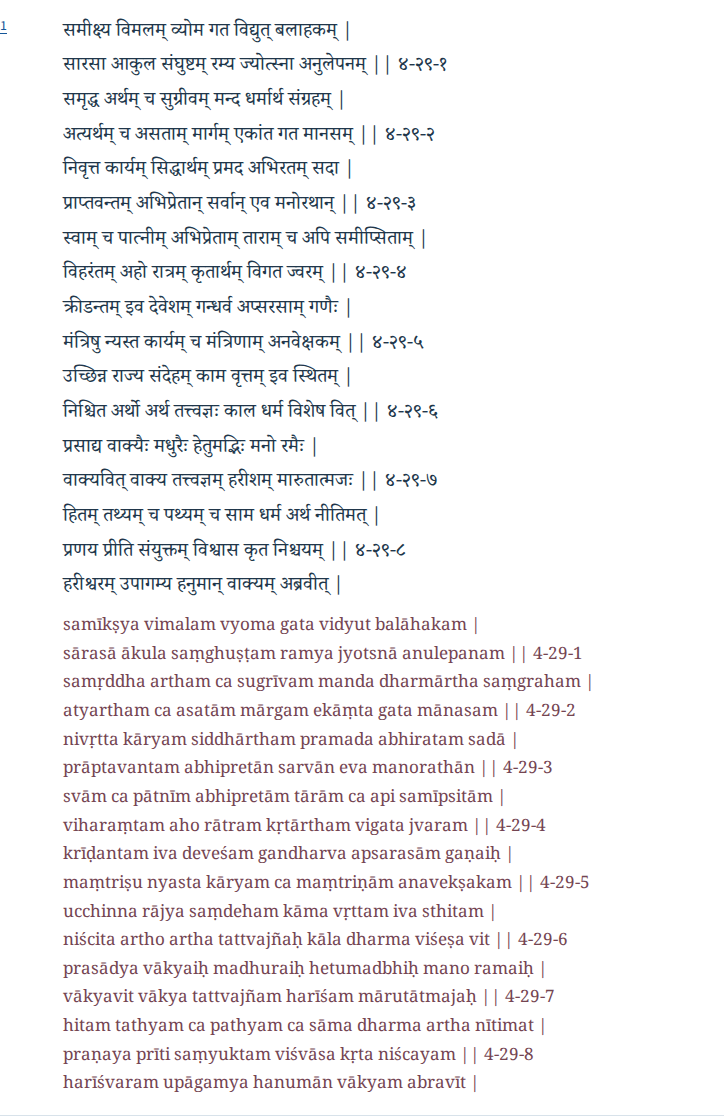 1
समीक्ष्य विमलम् व्योम गत विद्युत् बलाहकम् |
सारसा आकुल संघुष्टम् रम्य ज्योत्स्ना अनुलेपनम् || ४-२९-१
समृद्ध अर्थम् च सुग्रीवम् मन्द धर्मार्थ संग्रहम् |
अत्यर्थम् च असताम् मार्गम् एकांत गत मानसम् || ४-२९-२
निवृत्त कार्यम् सिद्धार्थम् प्रमद अभिरतम् सदा |
प्राप्तवन्तम् अभिप्रेतान् सर्वान् एव मनोरथान् || ४-२९-३
स्वाम् च पात्नीम् अभिप्रेताम् ताराम् च अपि समीप्सिताम् |
विहरंतम् अहो रात्रम् कृतार्थम् विगत ज्वरम् || ४-२९-४
क्रीडन्तम् इव देवेशम् गन्धर्व अप्सरसाम् गणैः |
मंत्रिषु न्यस्त कार्यम् च मंत्रिणाम् अनवेक्षकम् || ४-२९-५
उच्छिन्न राज्य संदेहम् काम वृत्तम् इव स्थितम् |
निश्चित अर्थो अर्थ तत्त्वज्ञः काल धर्म विशेष वित् || ४-२९-६
प्रसाद्य वाक्यैः मधुरैः हेतुमद्भिः मनो रमैः |
वाक्यवित् वाक्य तत्त्वज्ञम् हरीशम् मारुतात्मजः || ४-२९-७
हितम् तथ्यम् च पथ्यम् च साम धर्म अर्थ नीतिमत् |
प्रणय प्रीति संयुक्तम् विश्वास कृत निश्चयम् || ४-२९-८
हरीश्वरम् उपागम्य हनुमान् वाक्यम् अब्रवीत् |
samīkṣya vimalam vyoma gata vidyut balāhakam |
sārasā ākula saṃghuṣṭam ramya jyotsnā anulepanam || 4-29-1
samṛddha artham ca sugrīvam manda dharmārtha saṃgraham |
atyartham ca asatām mārgam ekāṃta gata mānasam || 4-29-2
nivṛtta kāryam siddhārtham pramada abhiratam sadā |
prāptavantam abhipretān sarvān eva manorathān || 4-29-3
svām ca pātnīm abhipretām tārām ca api samīpsitām |
viharaṃtam aho rātram kṛtārtham vigata jvaram || 4-29-4
krīḍantam iva deveśam gandharva apsarasām gaṇaiḥ |
maṃtriṣu nyasta kāryam ca maṃtriṇām anavekṣakam || 4-29-5
ucchinna rājya saṃdeham kāma vṛttam iva sthitam |
niścita artho artha tattvajñaḥ kāla dharma viśeṣa vit || 4-29-6
prasādya vākyaiḥ madhuraiḥ hetumadbhiḥ mano ramaiḥ |
vākyavit vākya tattvajñam harīśam mārutātmajaḥ || 4-29-7
hitam tathyam ca pathyam ca sāma dharma artha nītimat |
praṇaya prīti saṃyuktam viśvāsa kṛta niścayam || 4-29-8
harīśvaram upāgamya hanumān vākyam abravīt |